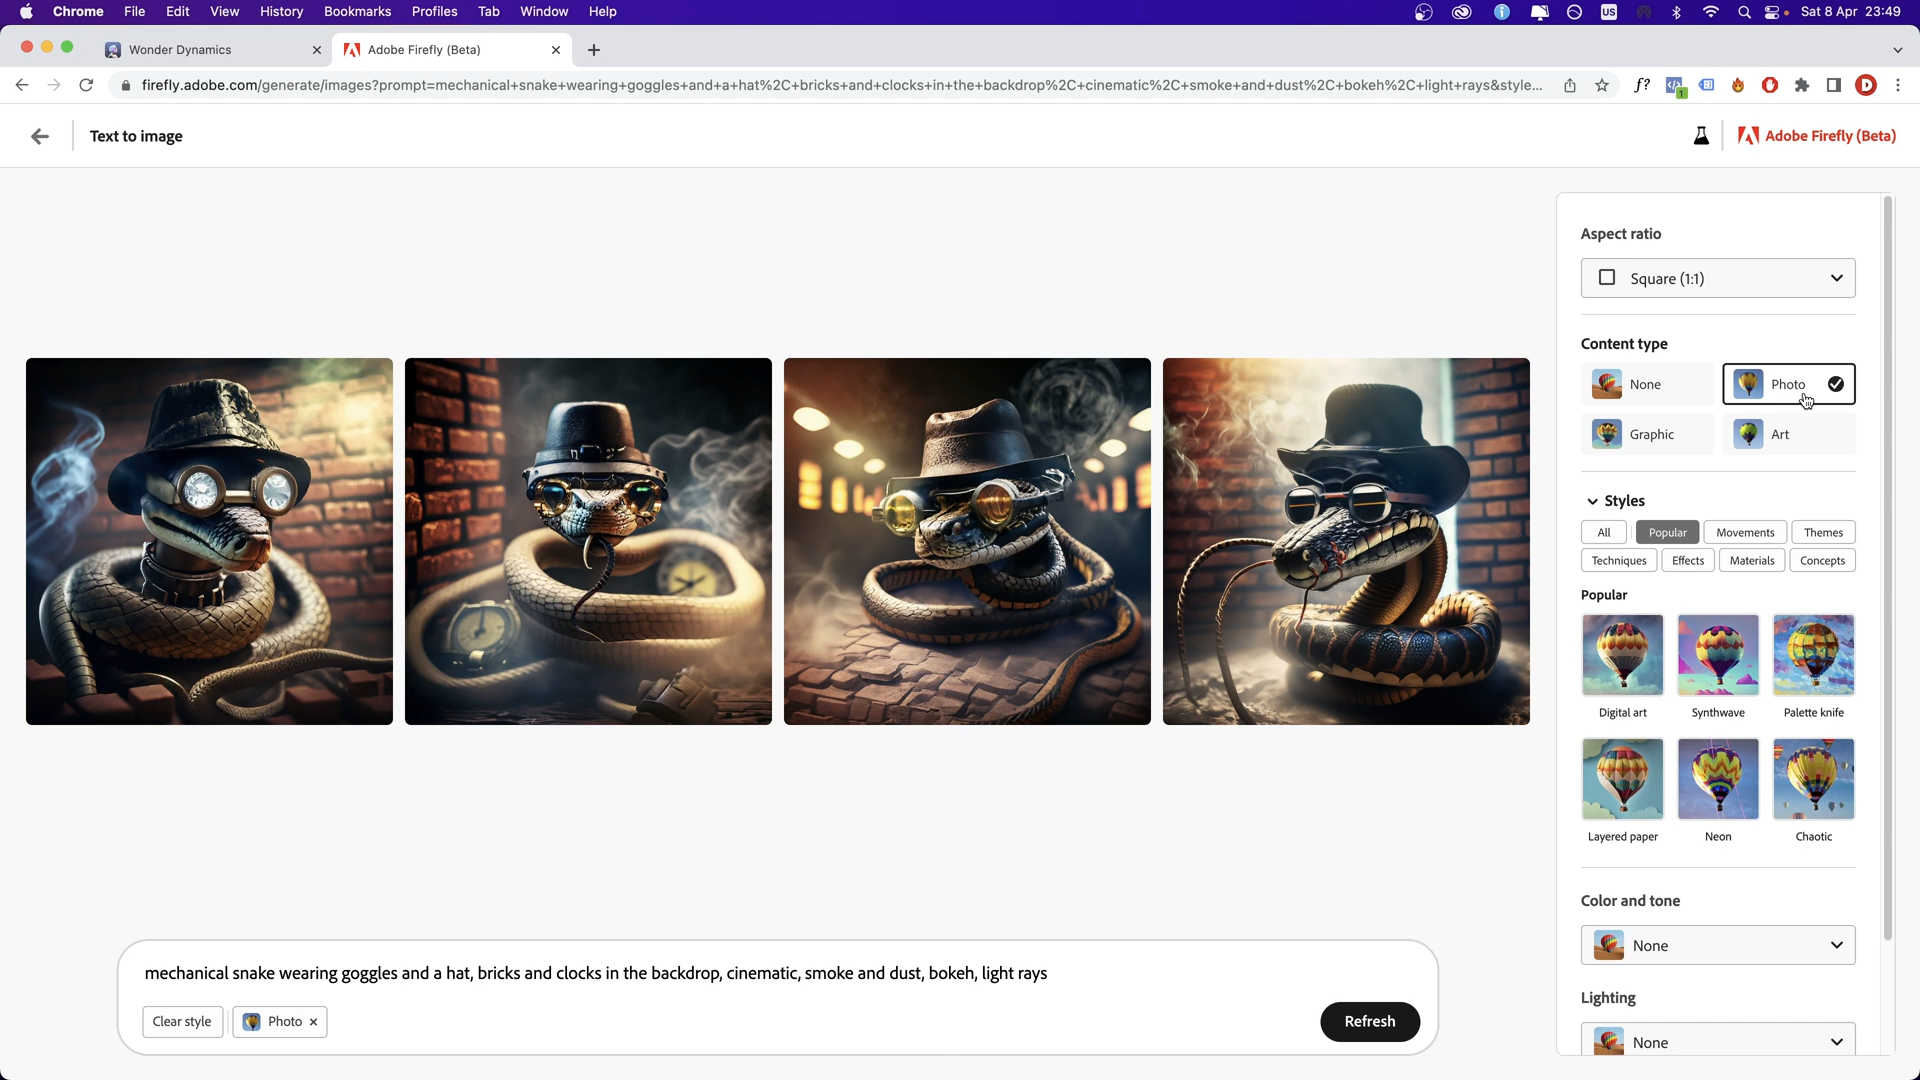 Chrome File Edit View History Bookmarks Profiles Tab Window Help US Sat 8 Apr 23:49
Wonder Dynamics Adobe Firefly (Beta)
firefly.adobe.com/generate/images?prompt=mechanical+snake+wearing+goggles+and+a+hat%2C+bricks+and+clocks+in+the+backdrop%2C+cinematic%2C+smoke+and+dust%2C+bokeh%2C+light+rays&style... f? 1 D
Text to image Adobe Firefly (Beta)
Aspect ratio
Square (1:1)
Content type
None Photo
Graphic Art
Styles
All Popular Movements Themes
Techniques Effects Materials Concepts
Popular
Digital art Synthwave Palette knife
Layered paper Neon Chaotic
Color and tone
None
Lighting
None
mechanical snake wearing goggles and a hat, bricks and clocks in the backdrop, cinematic, smoke and dust, bokeh, light rays
Clear style Photo Refresh